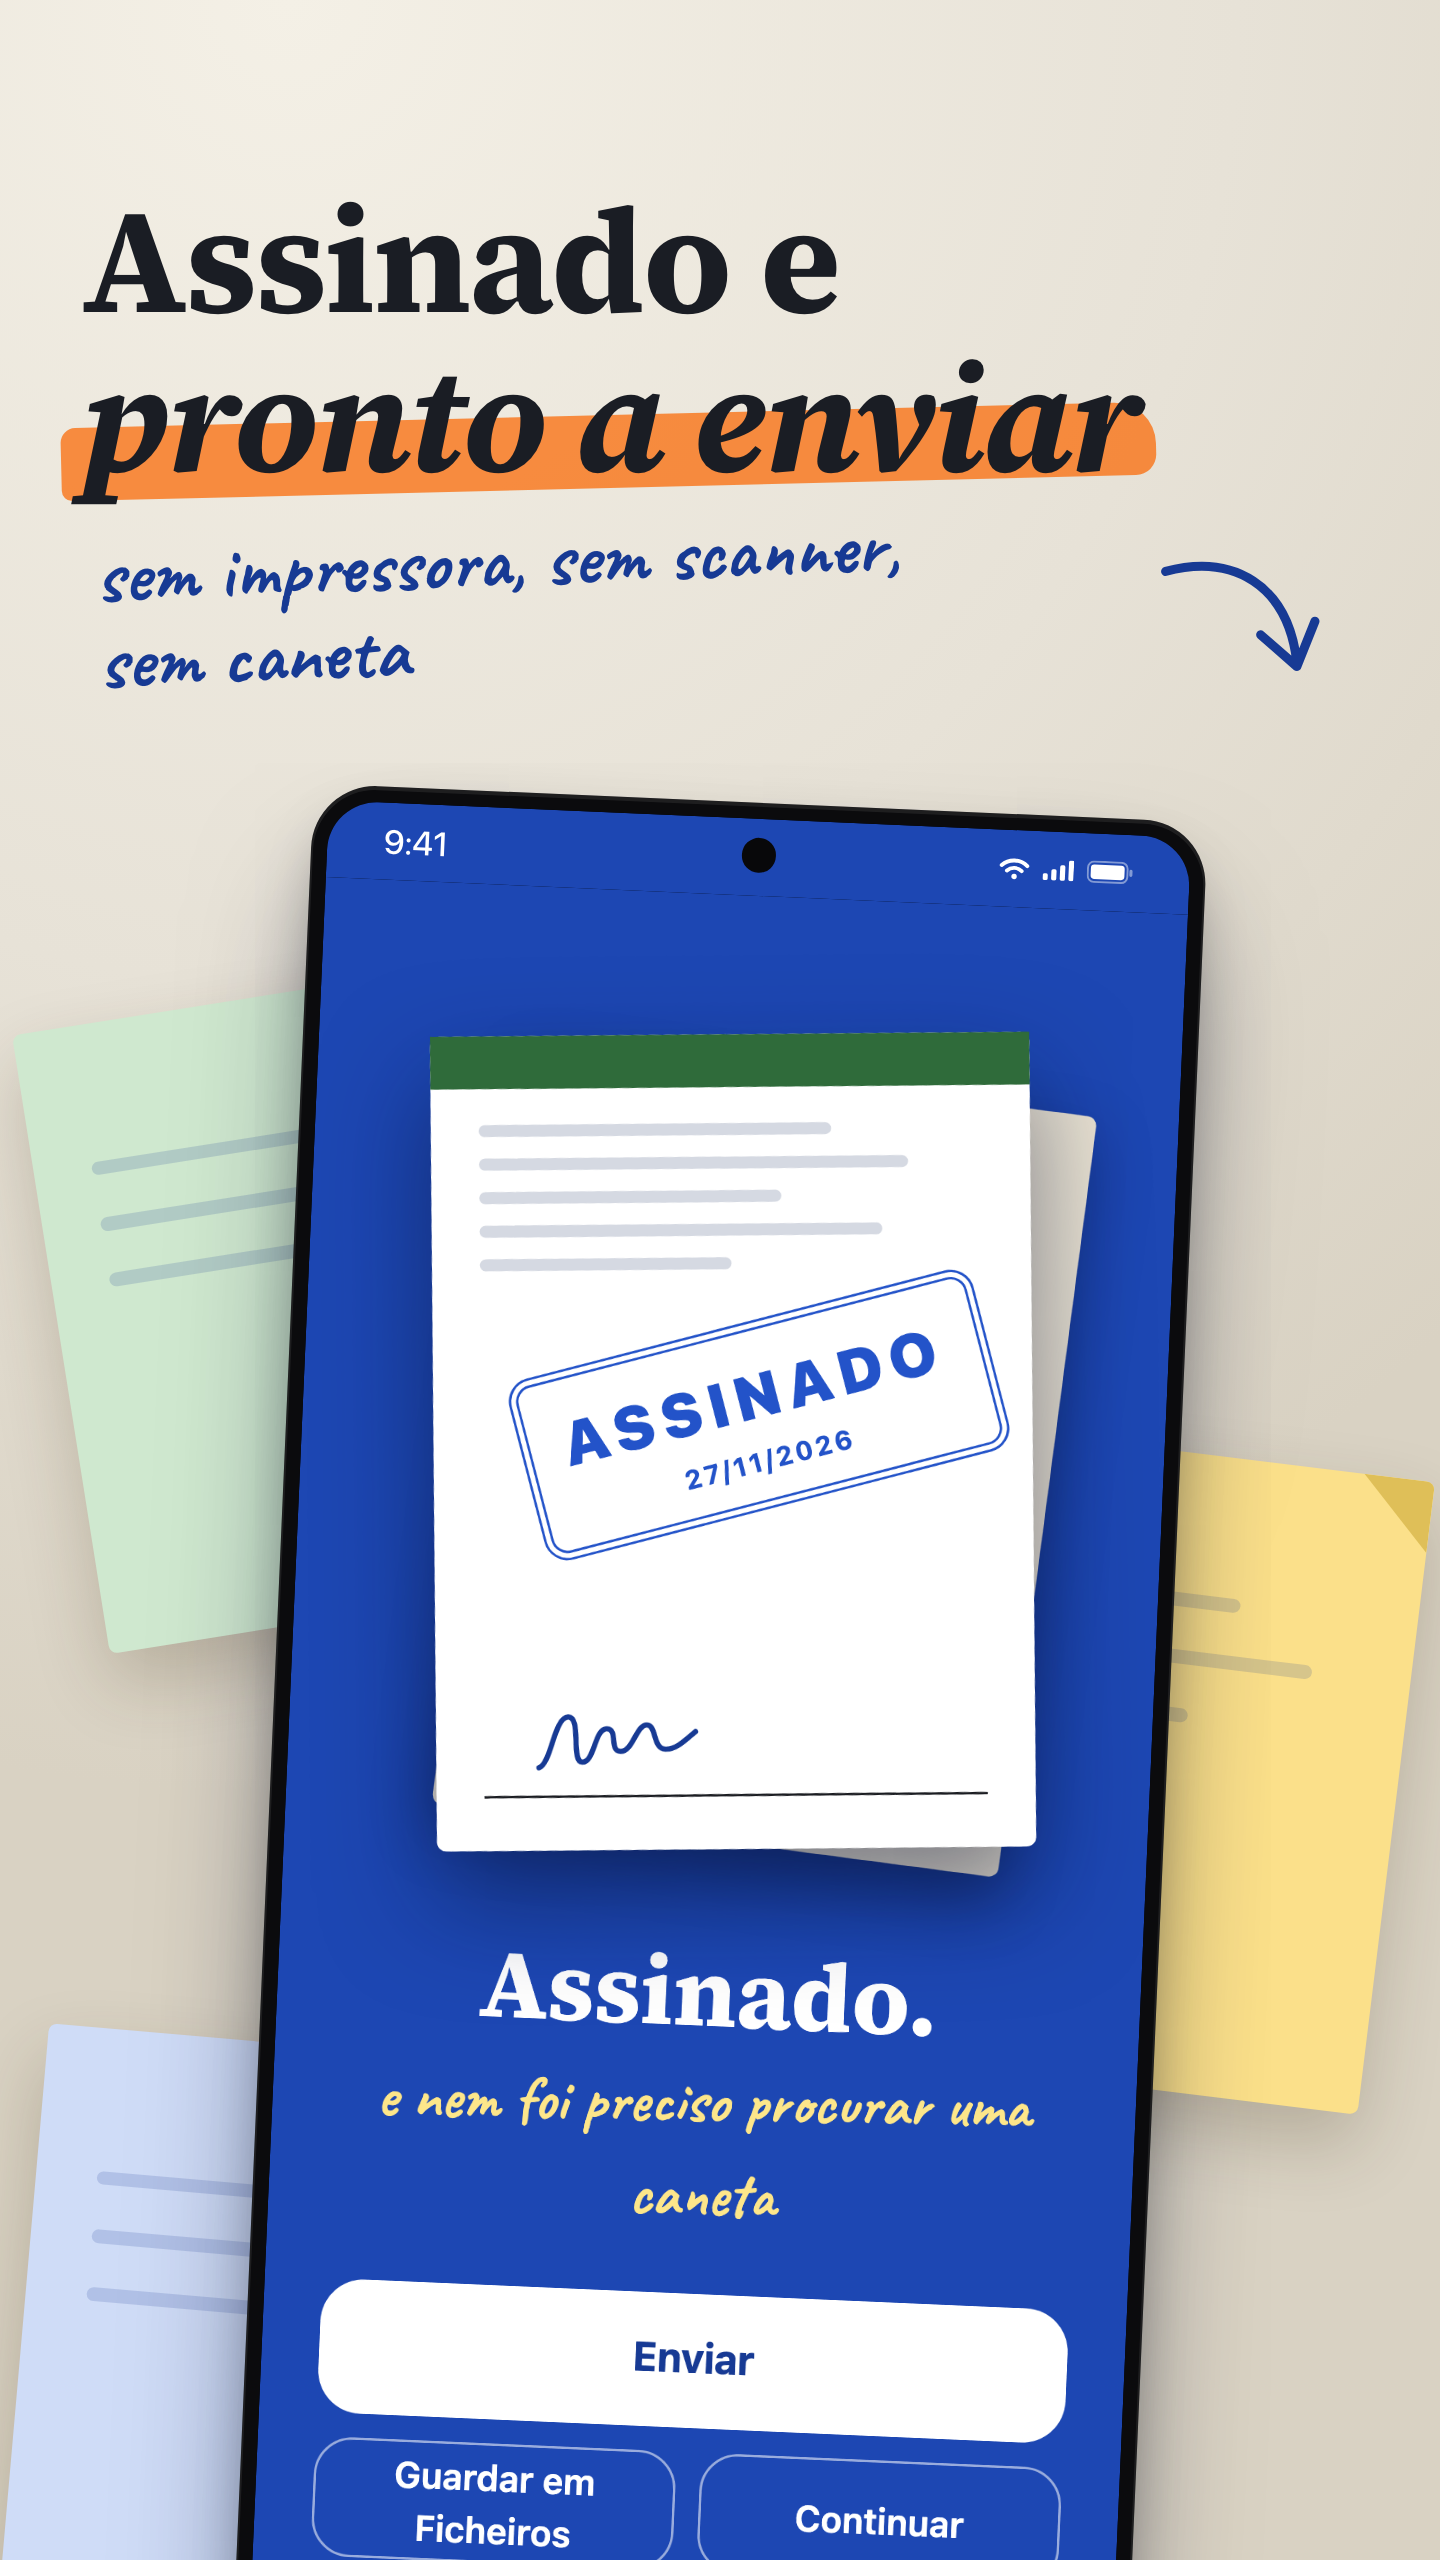 Assinado e
pronto a enviar
sem impressora, sem scanner,
sem caneta
9:41
ASSINADO
27/11/2026
Assinado.
e nem foi preciso procurar uma
caneta
Enviar
Guardar em
Ficheiros
Continuar